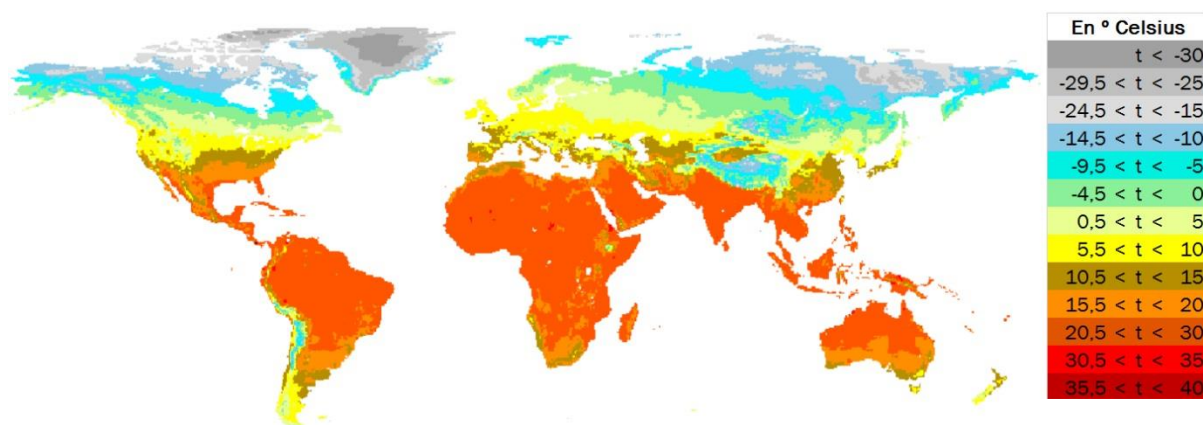 En º Celsius
t < -30
-29,5 < t < -25
-24,5 < t < -15
-14,5 < t < -10
-9,5 < t < -5
-4,5 < t < 0
0,5 < t < 5
5,5 < t < 10
10,5 < t < 15
15,5 < t < 20
20,5 < t < 30
30,5 < t < 35
35,5 < t < 40